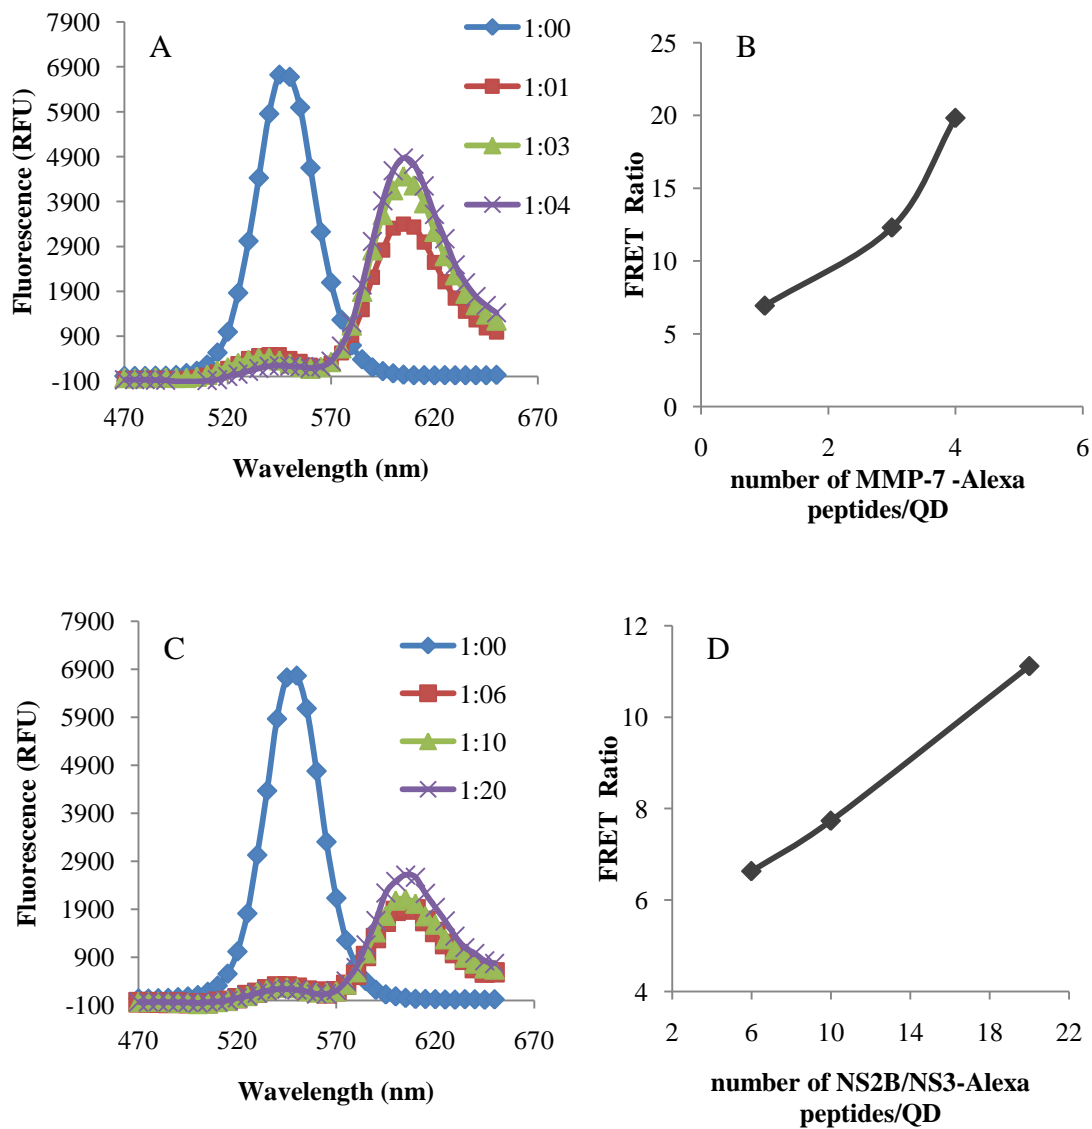 A
7900
6900
5900
4900
3900
2900
1900
900
-100
Fluorescence (RFU)
470 520 570 620 670
Wavelength (nm)
1:00
1:01
1:03
1:04
B
25
20
15
10
5
0
FRET Ratio
0 2 4 6
number of MMP-7 -Alexa
peptides/QD
C
7900
6900
5900
4900
3900
2900
1900
900
-100
Fluorescence (RFU)
470 520 570 620 670
Wavelength (nm)
1:00
1:06
1:10
1:20
D
12
10
8
6
4
FRET Ratio
2 6 10 14 18 22
number of NS2B/NS3-Alexa
peptides/QD